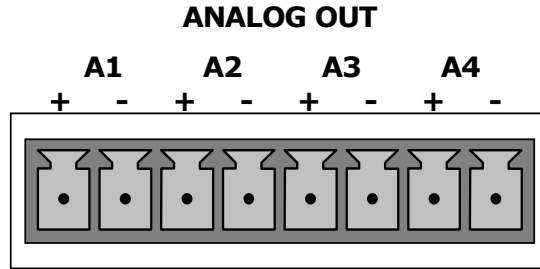 ANALOG OUT
A1 A2 A3 A4
+ - + - + - + -